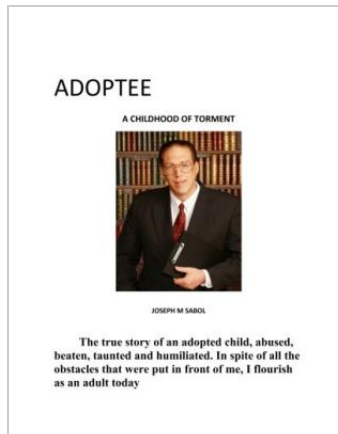 ADOPTEE
A CHILDHOOD OF TORMENT
JOSEPH M SABOL
The true story of an adopted child, abused,
beaten, taunted and humiliated. In spite of all the
obstacles that were put in front of me, I flourish
as an adult today